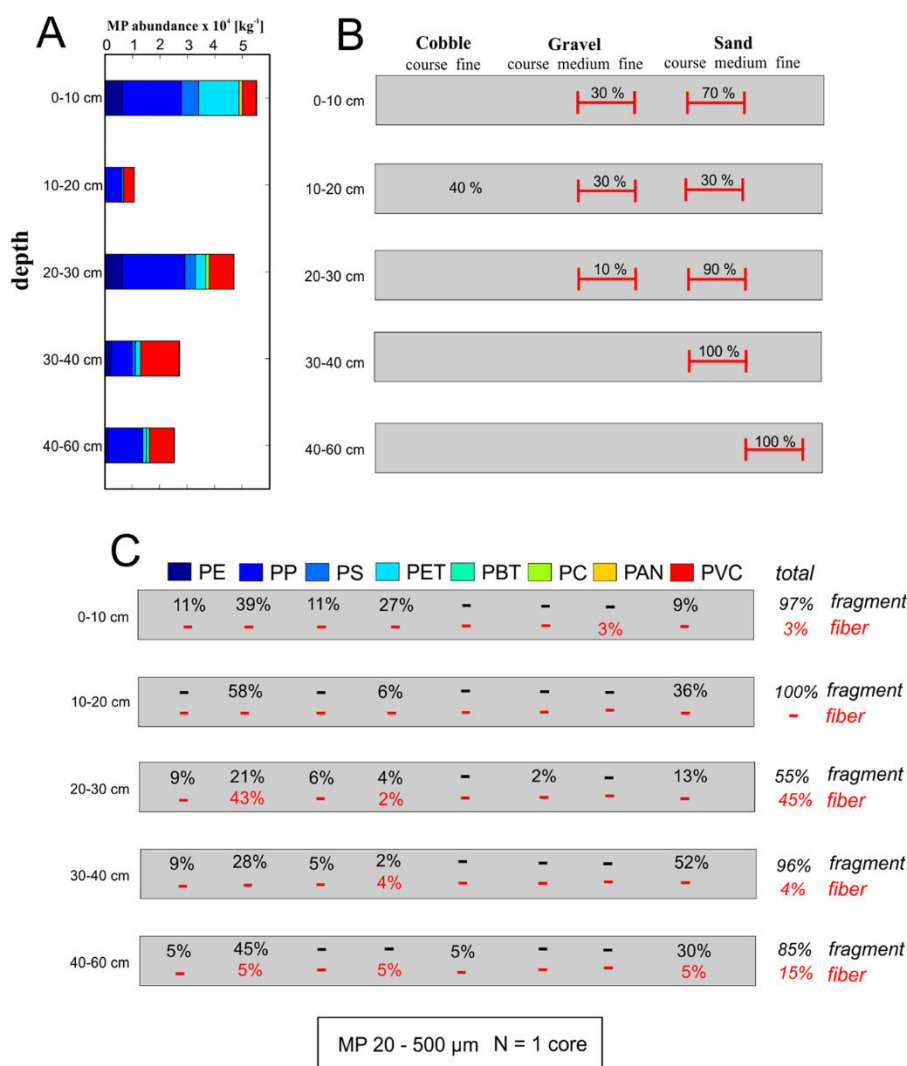 A
MP abundance x 10⁴ [kg⁻¹]
0 1 2 3 4 5
depth
0-10 cm
10-20 cm
20-30 cm
30-40 cm
40-60 cm
B
Cobble Gravel Sand
course fine course medium fine course medium fine
0-10 cm 30 % 70 %
10-20 cm 40 % 30 % 30 %
20-30 cm 10 % 90 %
30-40 cm 100 %
40-60 cm 100 %
C
PE PP PS PET PBT PC PAN PVC total
0-10 cm
11% 39% 11% 27% - - - 9% 97% fragment
- - - - - - 3% - 3% fiber
10-20 cm
- 58% - 6% - - - 36% 100% fragment
- - - - - - - - - fiber
20-30 cm
9% 21% 6% 4% - 2% - 13% 55% fragment
- 43% - 2% - - - - 45% fiber
30-40 cm
9% 28% 5% 2% - - - 52% 96% fragment
- - - 4% - - - - 4% fiber
40-60 cm
5% 45% - - 5% - - 30% 85% fragment
- 5% - 5% - - - 5% 15% fiber
MP 20 - 500 µm N = 1 core